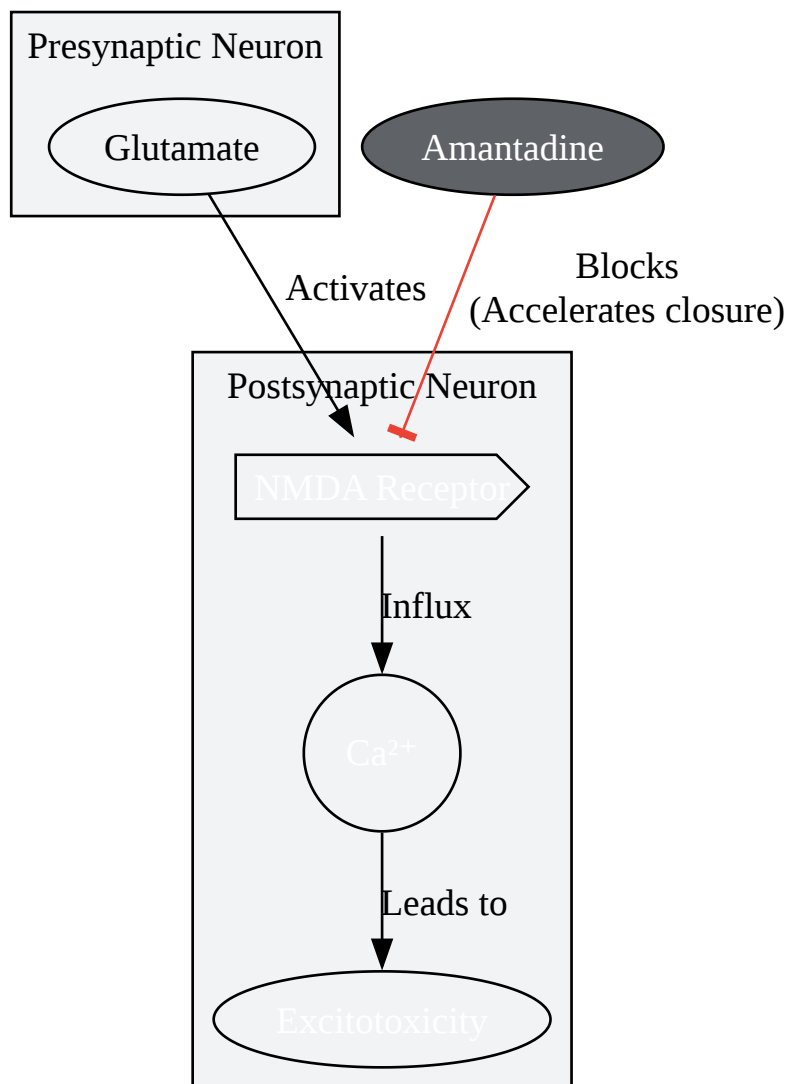 Presynaptic Neuron
Glutamate
Amantadine
Activates
Blocks
(Accelerates closure)
Postsynaptic Neuron
NMDA Receptor
Influx
Ca²⁺
Leads to
Excitotoxicity